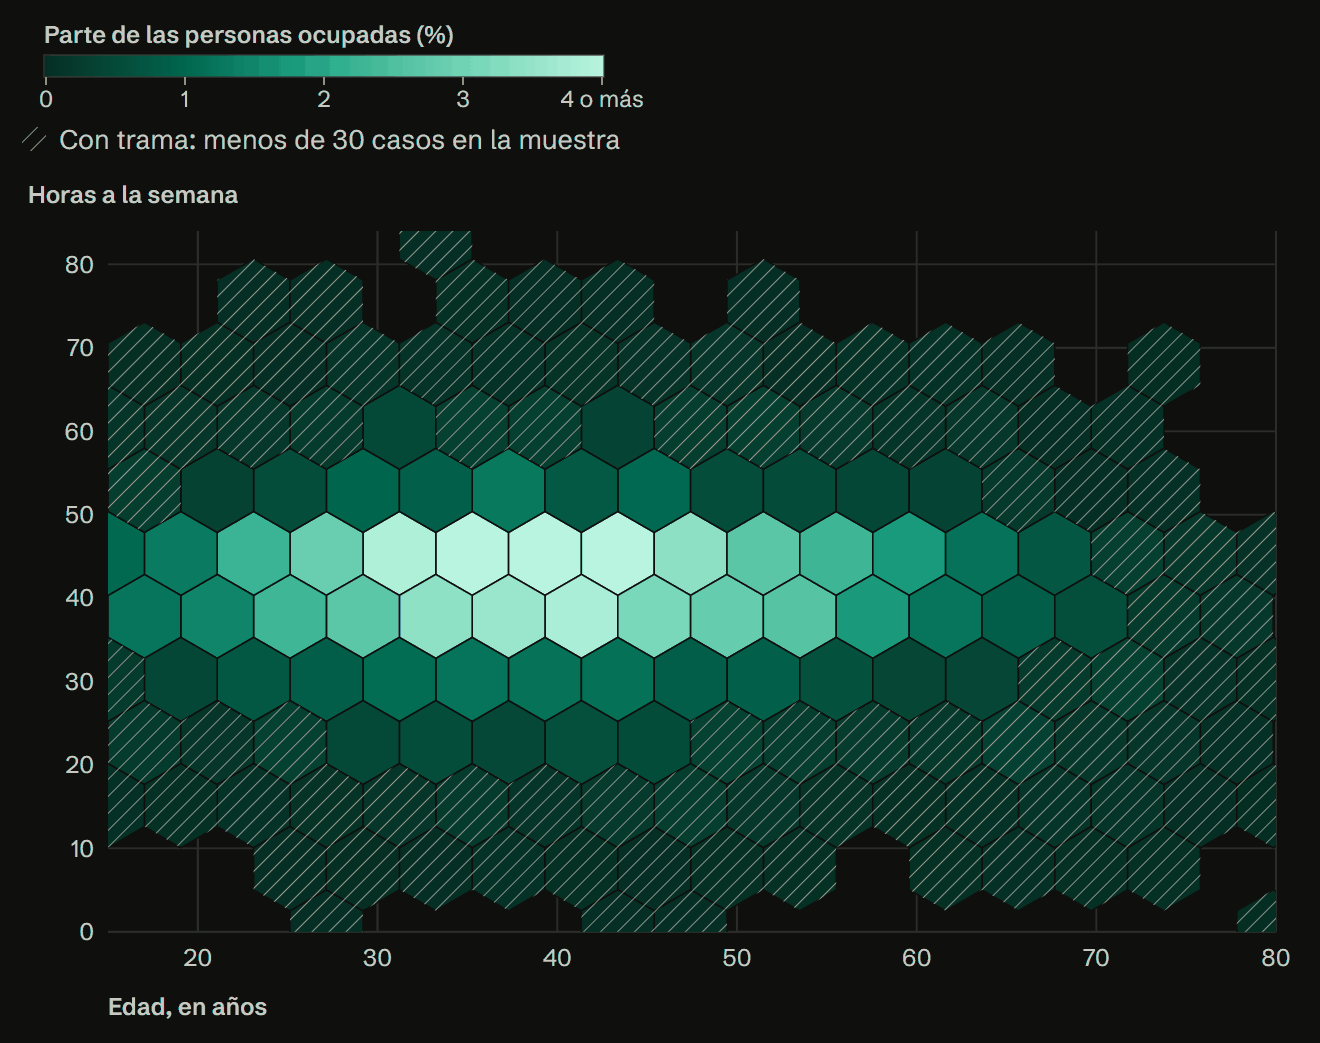 Parte de las personas ocupadas (%)
0 1 2 3 4 o más
Con trama: menos de 30 casos en la muestra
Horas a la semana
80
70
60
50
40
30
20
10
0
20 30 40 50 60 70 80
Edad, en años